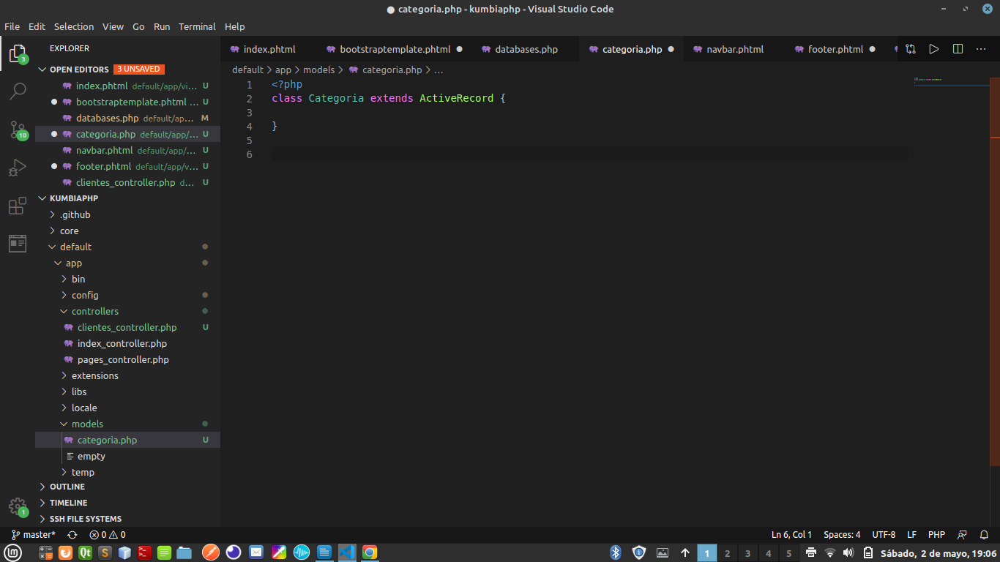 categoria.php - kumbiaphp - Visual Studio Code
File Edit Selection View Go Run Terminal Help
EXPLORER
index.phtml bootstraptemplate.phtml databases.php categoria.php navbar.phtml footer.phtml
OPEN EDITORS 3 UNSAVED
default > app > models > categoria.php > ...
index.phtml default/app/vi... U
bootstraptemplate.phtml ... U
databases.php default/ap... M
categoria.php default/app/... U
navbar.phtml default/app/... U
footer.phtml default/app/v... U
clientes_controller.php d... U
1 <?php
2 class Categoria extends ActiveRecord {
3
4 }
5
6
KUMBIAPHP
.github
core
default
app
bin
config
controllers
clientes_controller.php U
index_controller.php
pages_controller.php
extensions
libs
locale
models
categoria.php U
empty
temp
OUTLINE
TIMELINE
SSH FILE SYSTEMS
3
10
1
master* 0 0 Ln 6, Col 1 Spaces: 4 UTF-8 LF PHP
Qt S 1 2 3 4 5 Sábado, 2 de mayo, 19:06